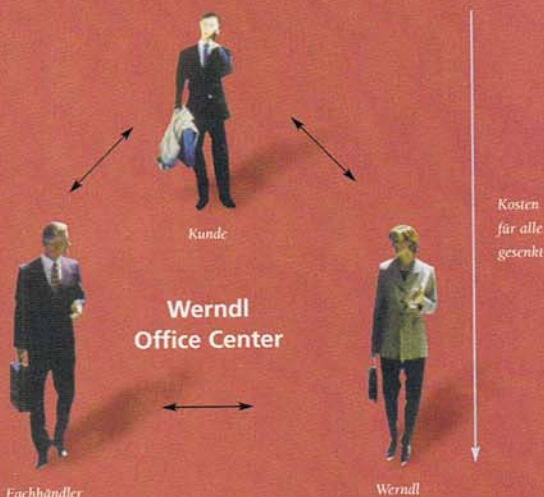 Kunde
Kosten
für alle
gesenkt
Werndl
Office Center
Fachhändler
Werndl